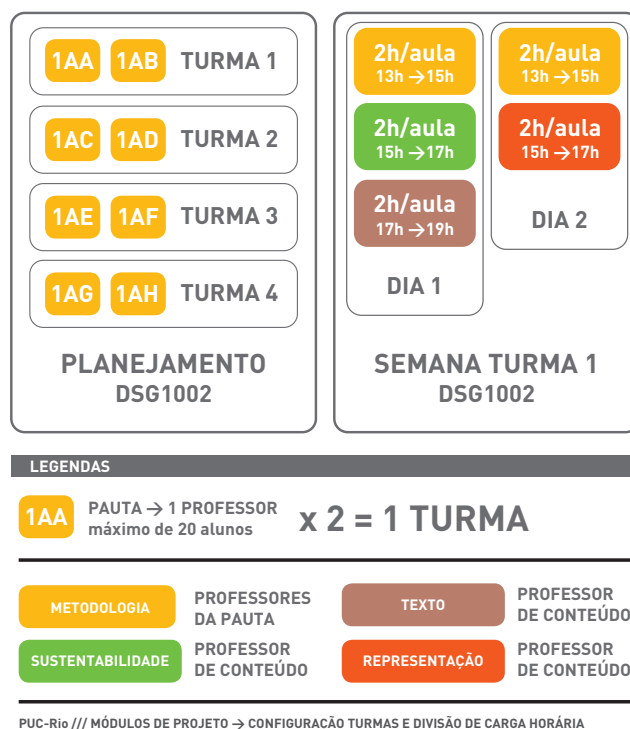 1AA 1AB TURMA 1
1AC 1AD TURMA 2
1AE 1AF TURMA 3
1AG 1AH TURMA 4
PLANEJAMENTO
DSG1002
2h/aula
13h →15h
2h/aula
15h →17h
2h/aula
17h →19h
DIA 1
2h/aula
13h →15h
2h/aula
15h →17h
DIA 2
SEMANA TURMA 1
DSG1002
LEGENDAS
1AA
PAUTA → 1 PROFESSOR
máximo de 20 alunos
x 2 = 1 TURMA
METODOLOGIA
PROFESSORES
DA PAUTA
TEXTO
PROFESSOR
DE CONTEÚDO
SUSTENTABILIDADE
PROFESSOR
DE CONTEÚDO
REPRESENTAÇÃO
PROFESSOR
DE CONTEÚDO
PUC-Rio /// MÓDULOS DE PROJETO → CONFIGURAÇÃO TURMAS E DIVISÃO DE CARGA HORÁRIA